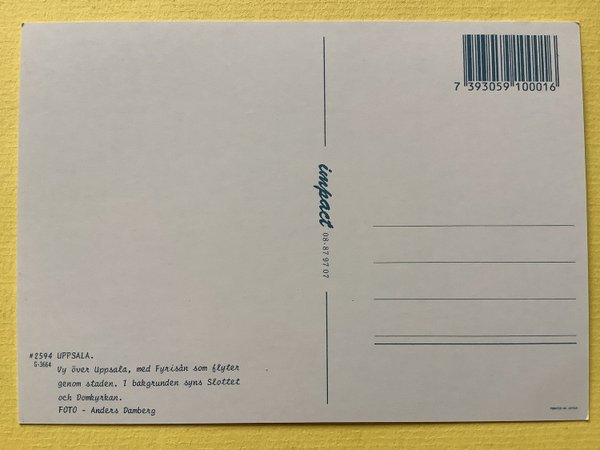 7 393059 100016
impact
08-87 97 07
#2594 UPPSALA.
G-3664
Vy över Uppsala, med Fyrisån som flyter
genom staden. I bakgrunden syns Slottet
och Domkyrkan.
FOTO - Anders Damberg